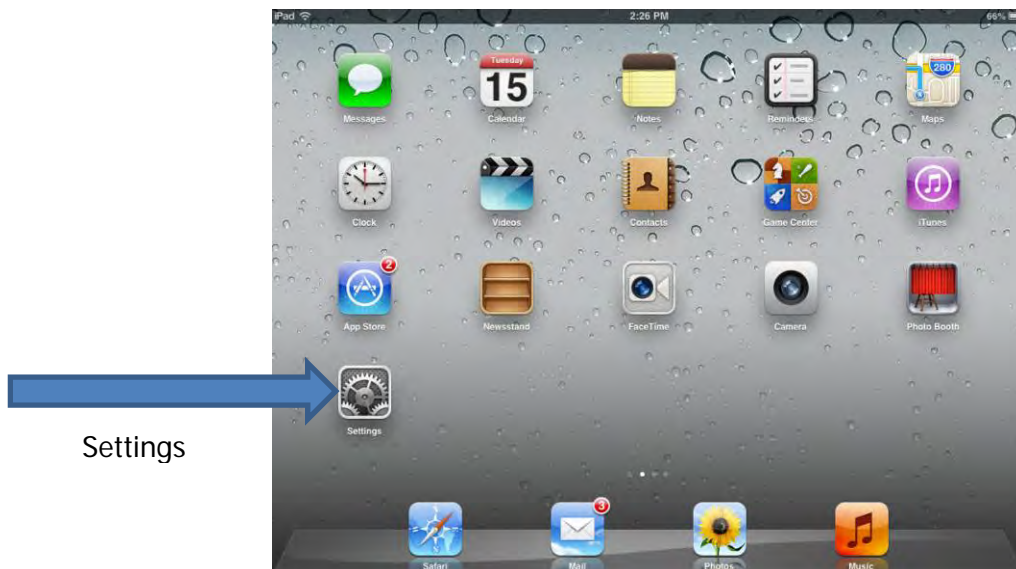 iPad 2:26 PM 66%
Messages Tuesday 15 Calendar Notes Reminders 280 Maps
Clock Videos Contacts Game Center iTunes
2 App Store Newsstand FaceTime Camera Photo Booth
Settings
Settings
3
Safari Mail Photos Music